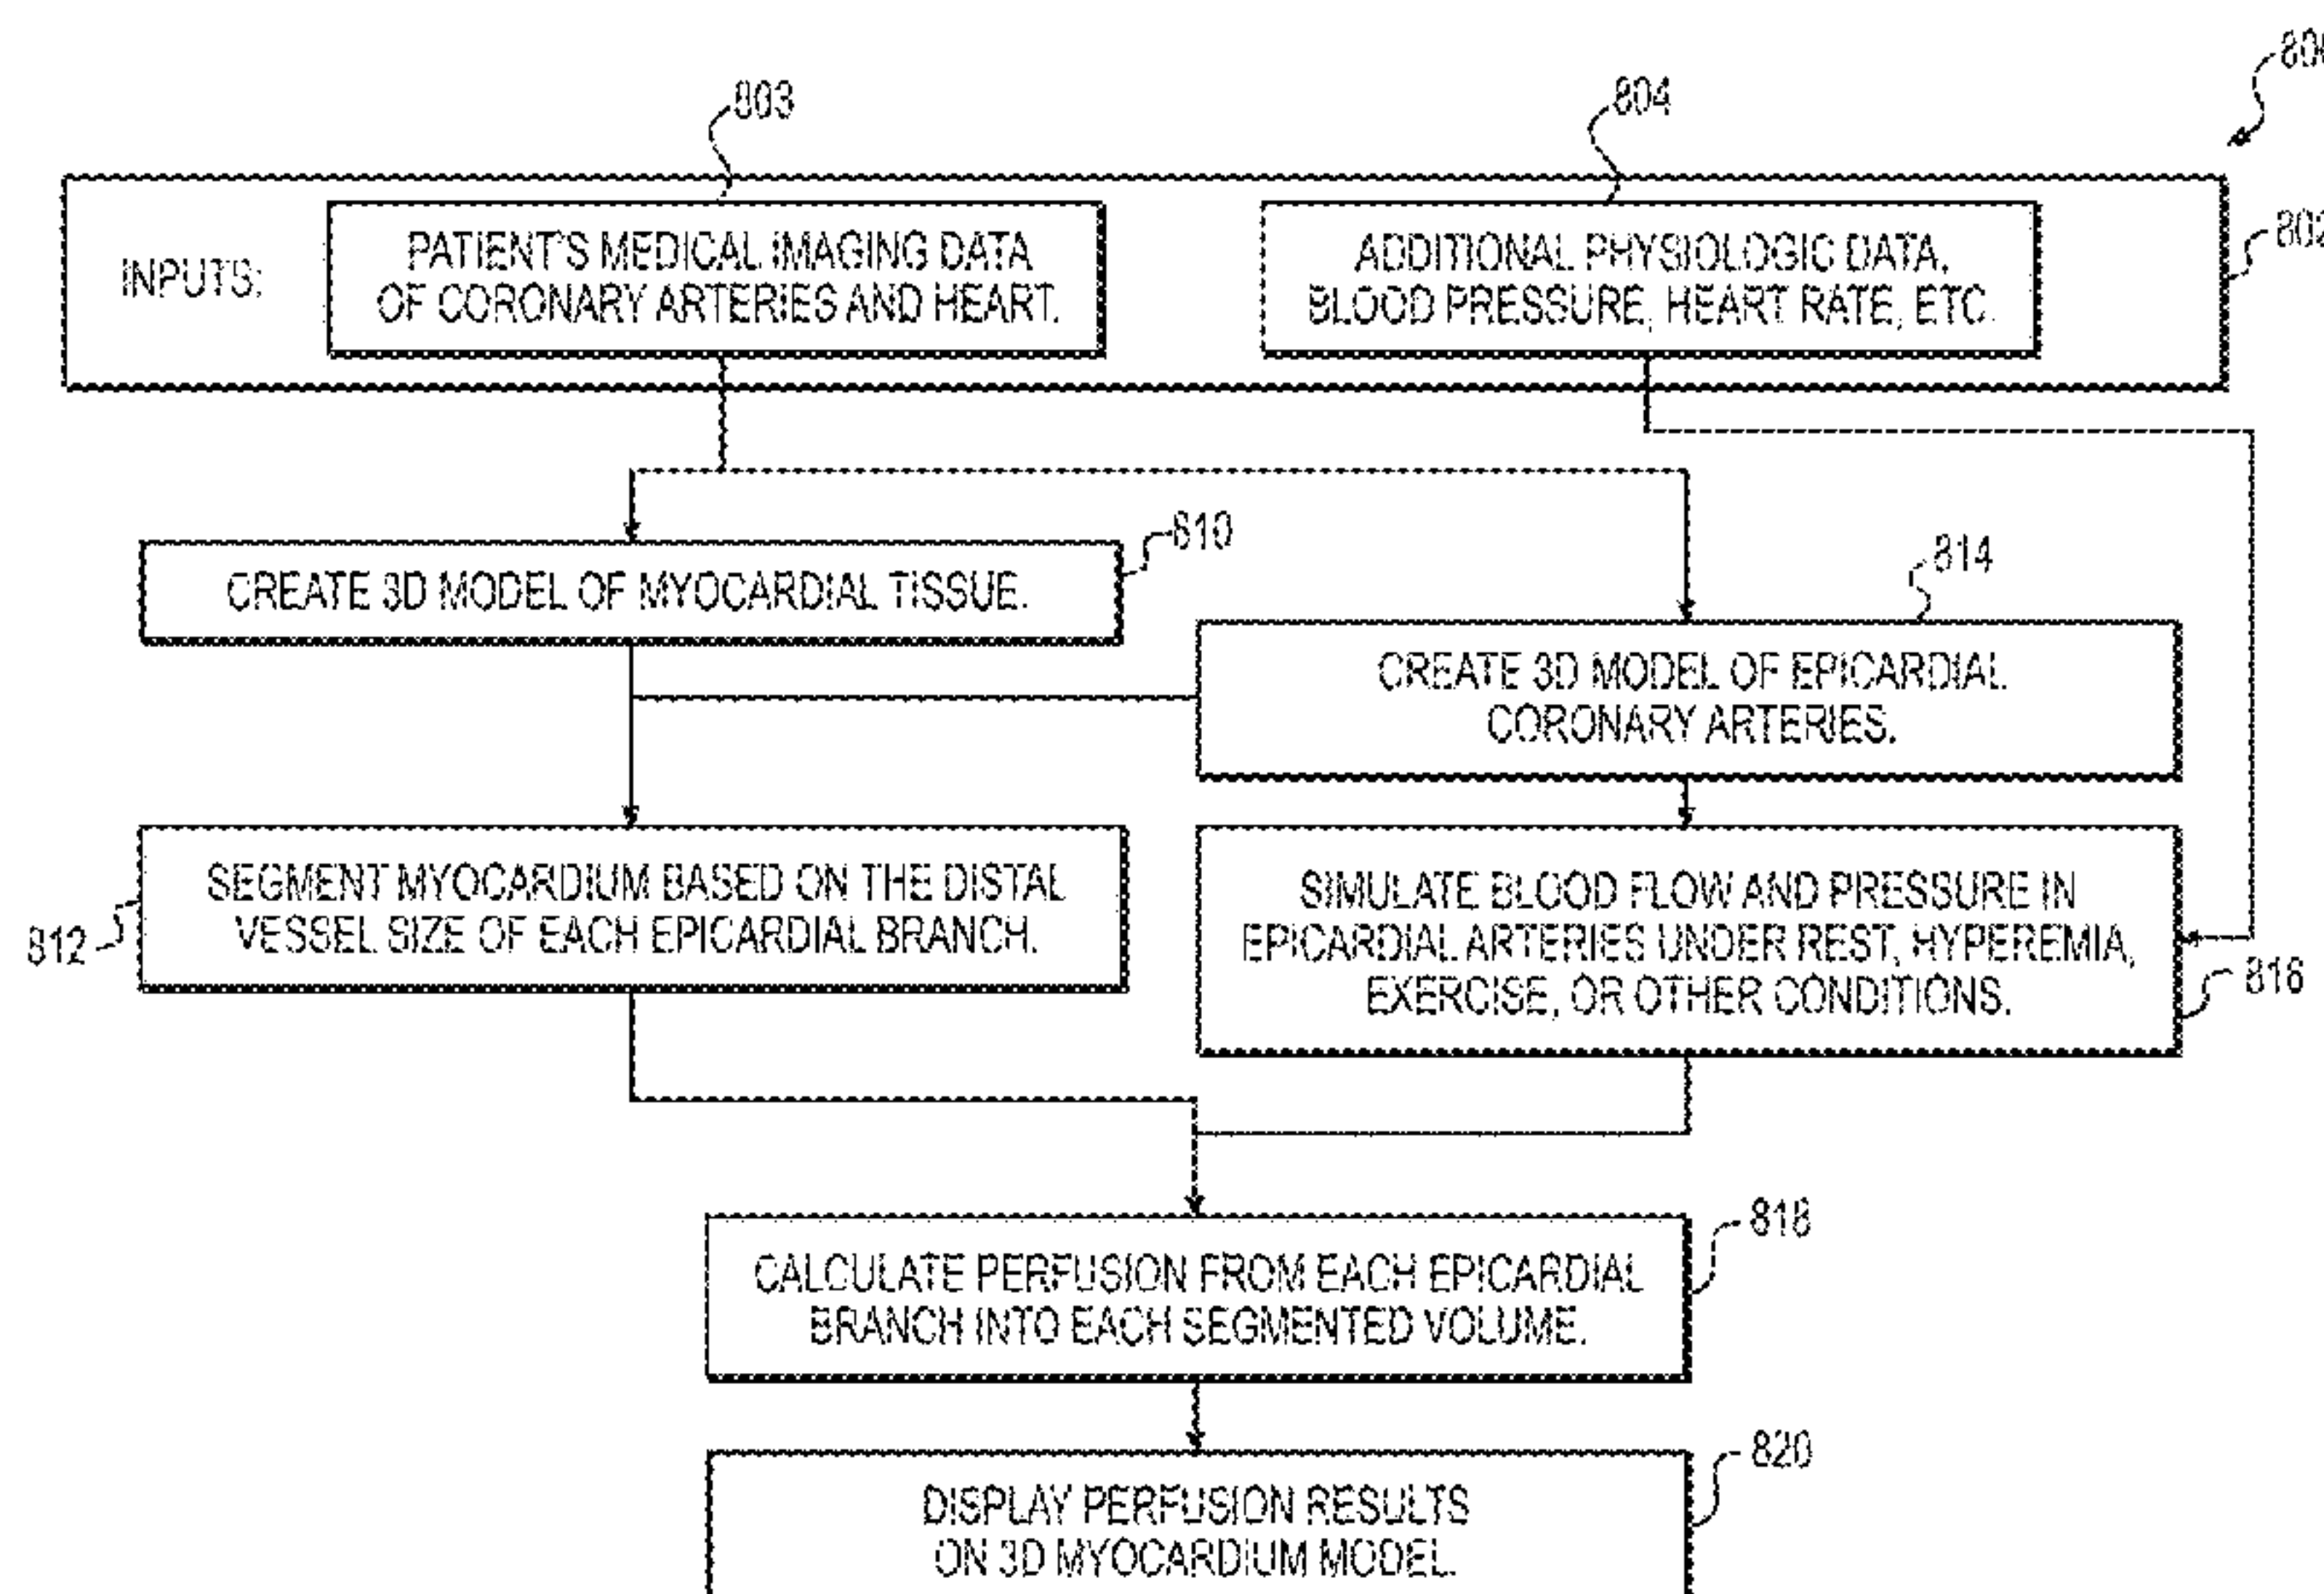 803
804
INPUTS:
PATIENT'S MEDICAL IMAGING DATA
OF CORONARY ARTERIES AND HEART.
ADDITIONAL PHYSIOLOGIC DATA,
BLOOD PRESSURE, HEART RATE, ETC.
810
CREATE 3D MODEL OF MYOCARDIAL TISSUE.
814
CREATE 3D MODEL OF EPICARDIAL
CORONARY ARTERIES.
812
SEGMENT MYOCARDIUM BASED ON THE DISTAL
VESSEL SIZE OF EACH EPICARDIAL BRANCH.
SIMULATE BLOOD FLOW AND PRESSURE IN
EPICARDIAL ARTERIES UNDER REST, HYPEREMIA,
EXERCISE, OR OTHER CONDITIONS.
816
818
CALCULATE PERFUSION FROM EACH EPICARDIAL
BRANCH INTO EACH SEGMENTED VOLUME.
820
DISPLAY PERFUSION RESULTS
ON 3D MYOCARDIUM MODEL.